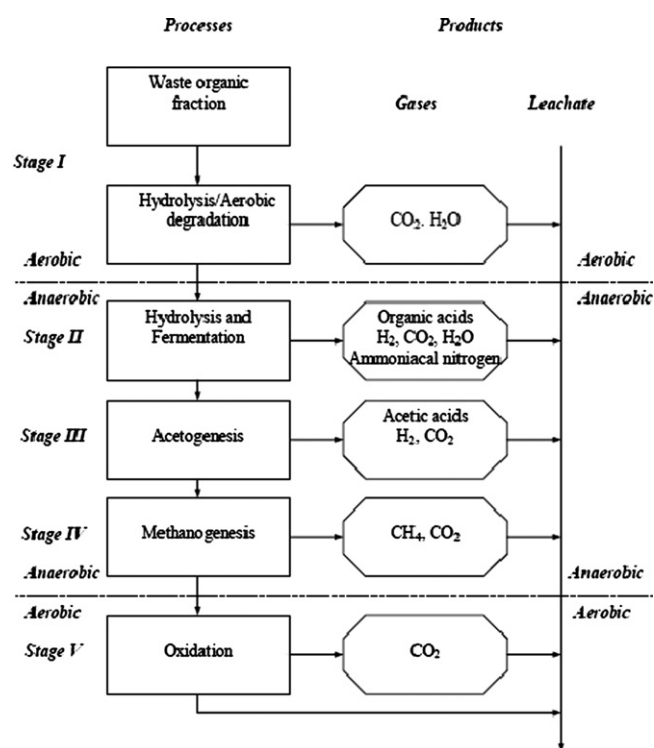 Processes Products
Waste organic
fraction
Gases Leachate
Stage I
Hydrolysis/Aerobic
degradation
CO₂. H₂O
Aerobic Aerobic
Anaerobic Anaerobic
Hydrolysis and
Fermentation
Organic acids
H₂, CO₂, H₂O
Ammoniacal nitrogen
Stage II
Stage III
Acetogenesis
Acetic acids
H₂, CO₂
Stage IV
Methanogenesis
CH₄, CO₂
Anaerobic Anaerobic
Aerobic Aerobic
Stage V
Oxidation
CO₂